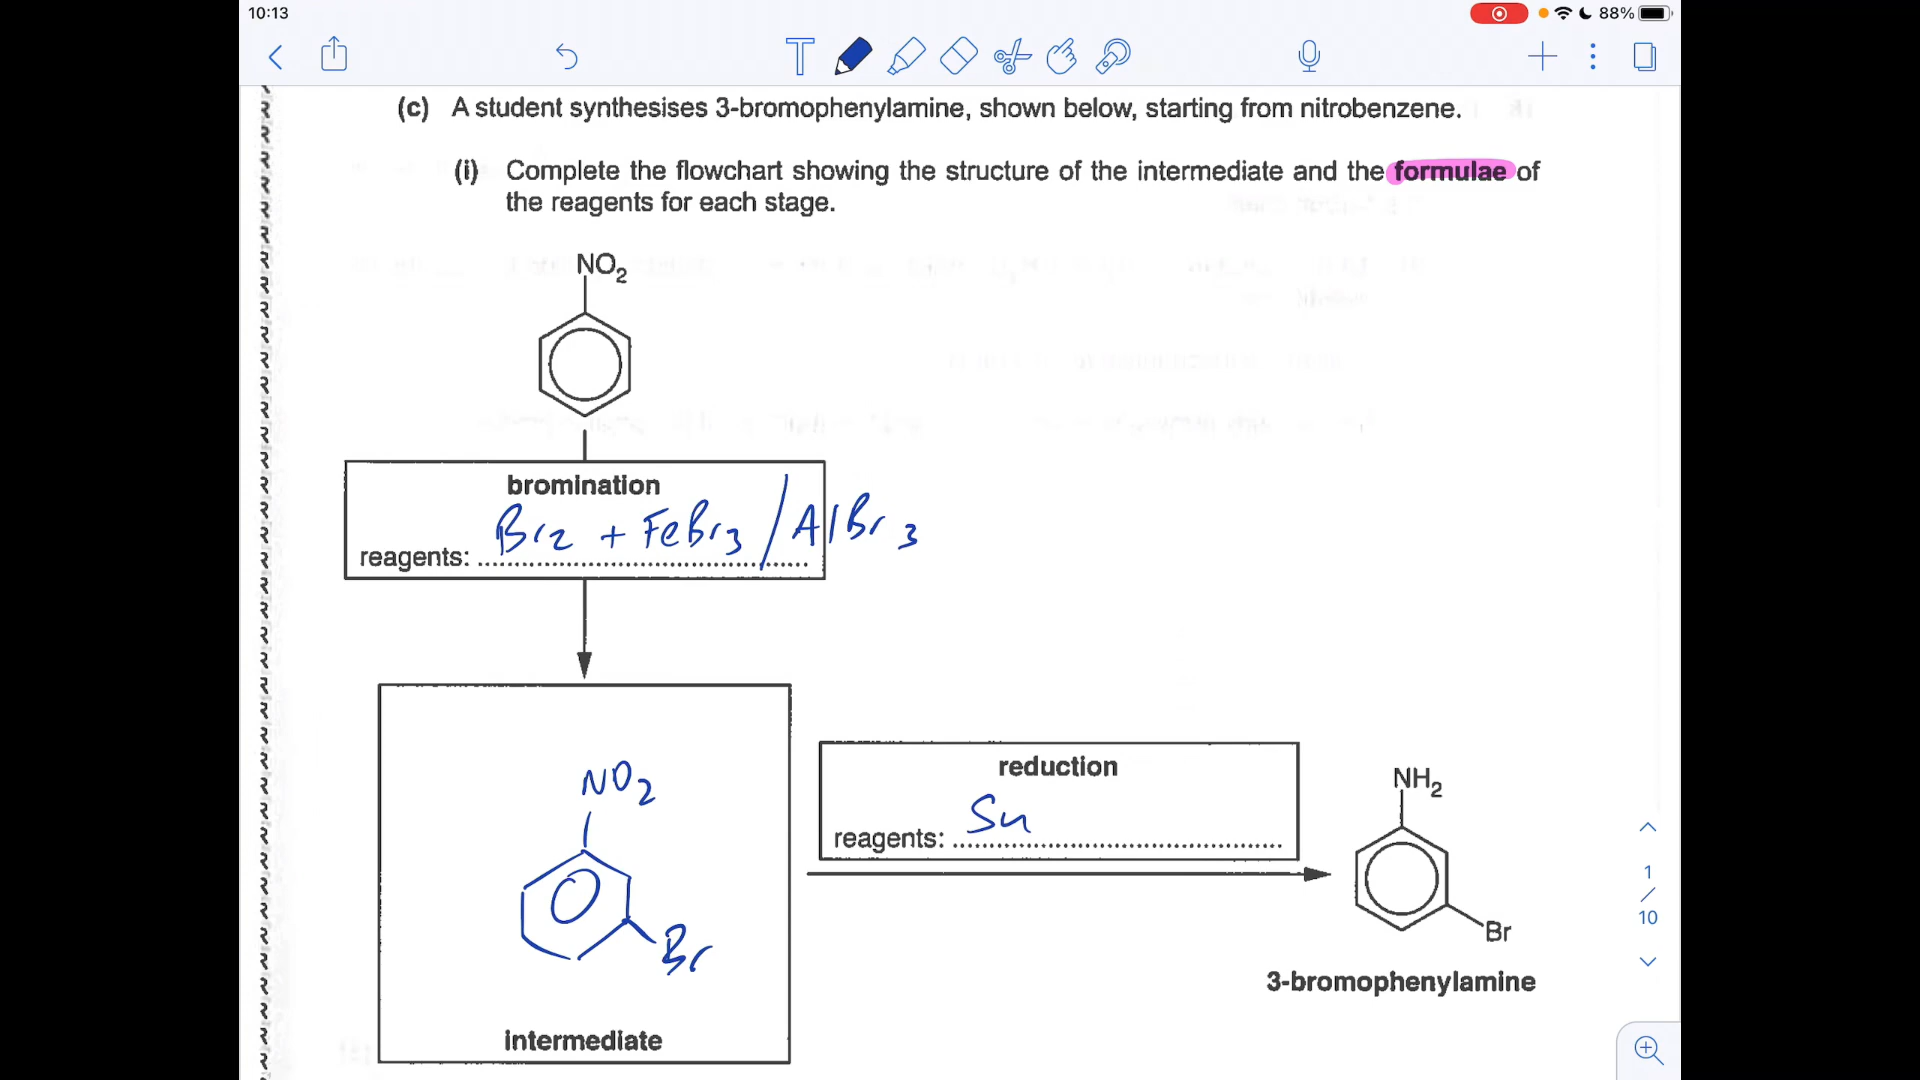 10:13
88%
T
(c) A student synthesises 3-bromophenylamine, shown below, starting from nitrobenzene.
(i) Complete the flowchart showing the structure of the intermediate and the formulae of
the reagents for each stage.
NO2
bromination
reagents: Br2 + FeBr3 / AlBr3
NO2
Br
intermediate
reduction
reagents: Sn
NH2
Br
3-bromophenylamine
1
/
10